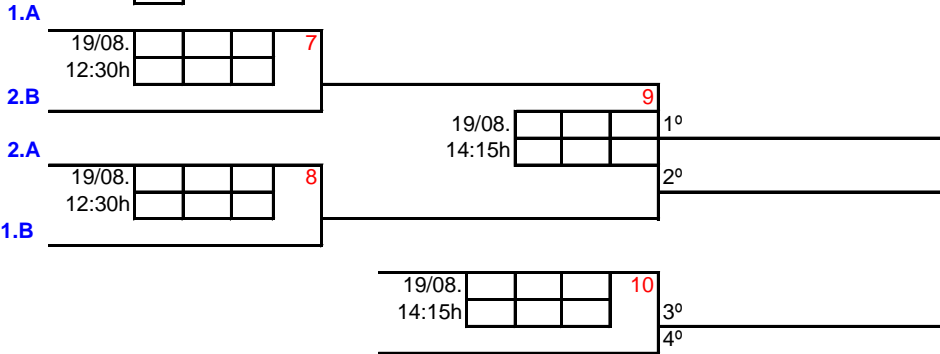 1.A
19/08. 7
12:30h
2.B
9
19/08. 1º
14:15h
2.A
19/08. 8 2º
12:30h
1.B
19/08. 10
14:15h 3º
4º